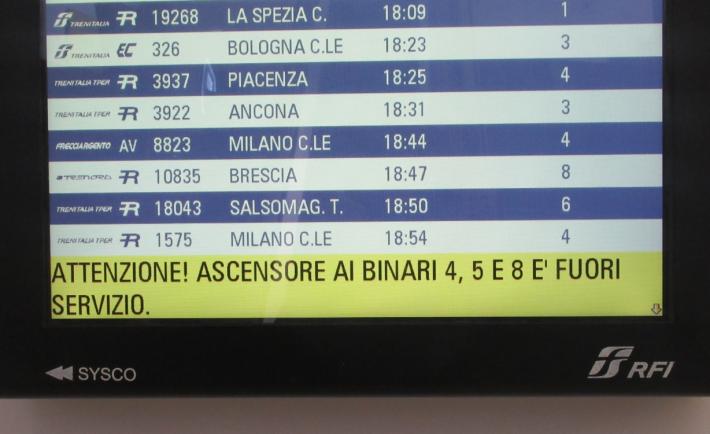 TRENITALIA R 19268 LA SPEZIA C. 18:09 1
TRENITALIA EC 326 BOLOGNA C.LE 18:23 3
TRENITALIA TPER R 3937 PIACENZA 18:25 4
TRENITALIA TPER R 3922 ANCONA 18:31 3
FRECCIARGENTO AV 8823 MILANO C.LE 18:44 4
TRENORD R 10835 BRESCIA 18:47 8
TRENITALIA TPER R 18043 SALSOMAG. T. 18:50 6
TRENITALIA TPER R 1575 MILANO C.LE 18:54 4
ATTENZIONE! ASCENSORE AI BINARI 4, 5 E 8 E' FUORI
SERVIZIO.
SYSCO
RFI